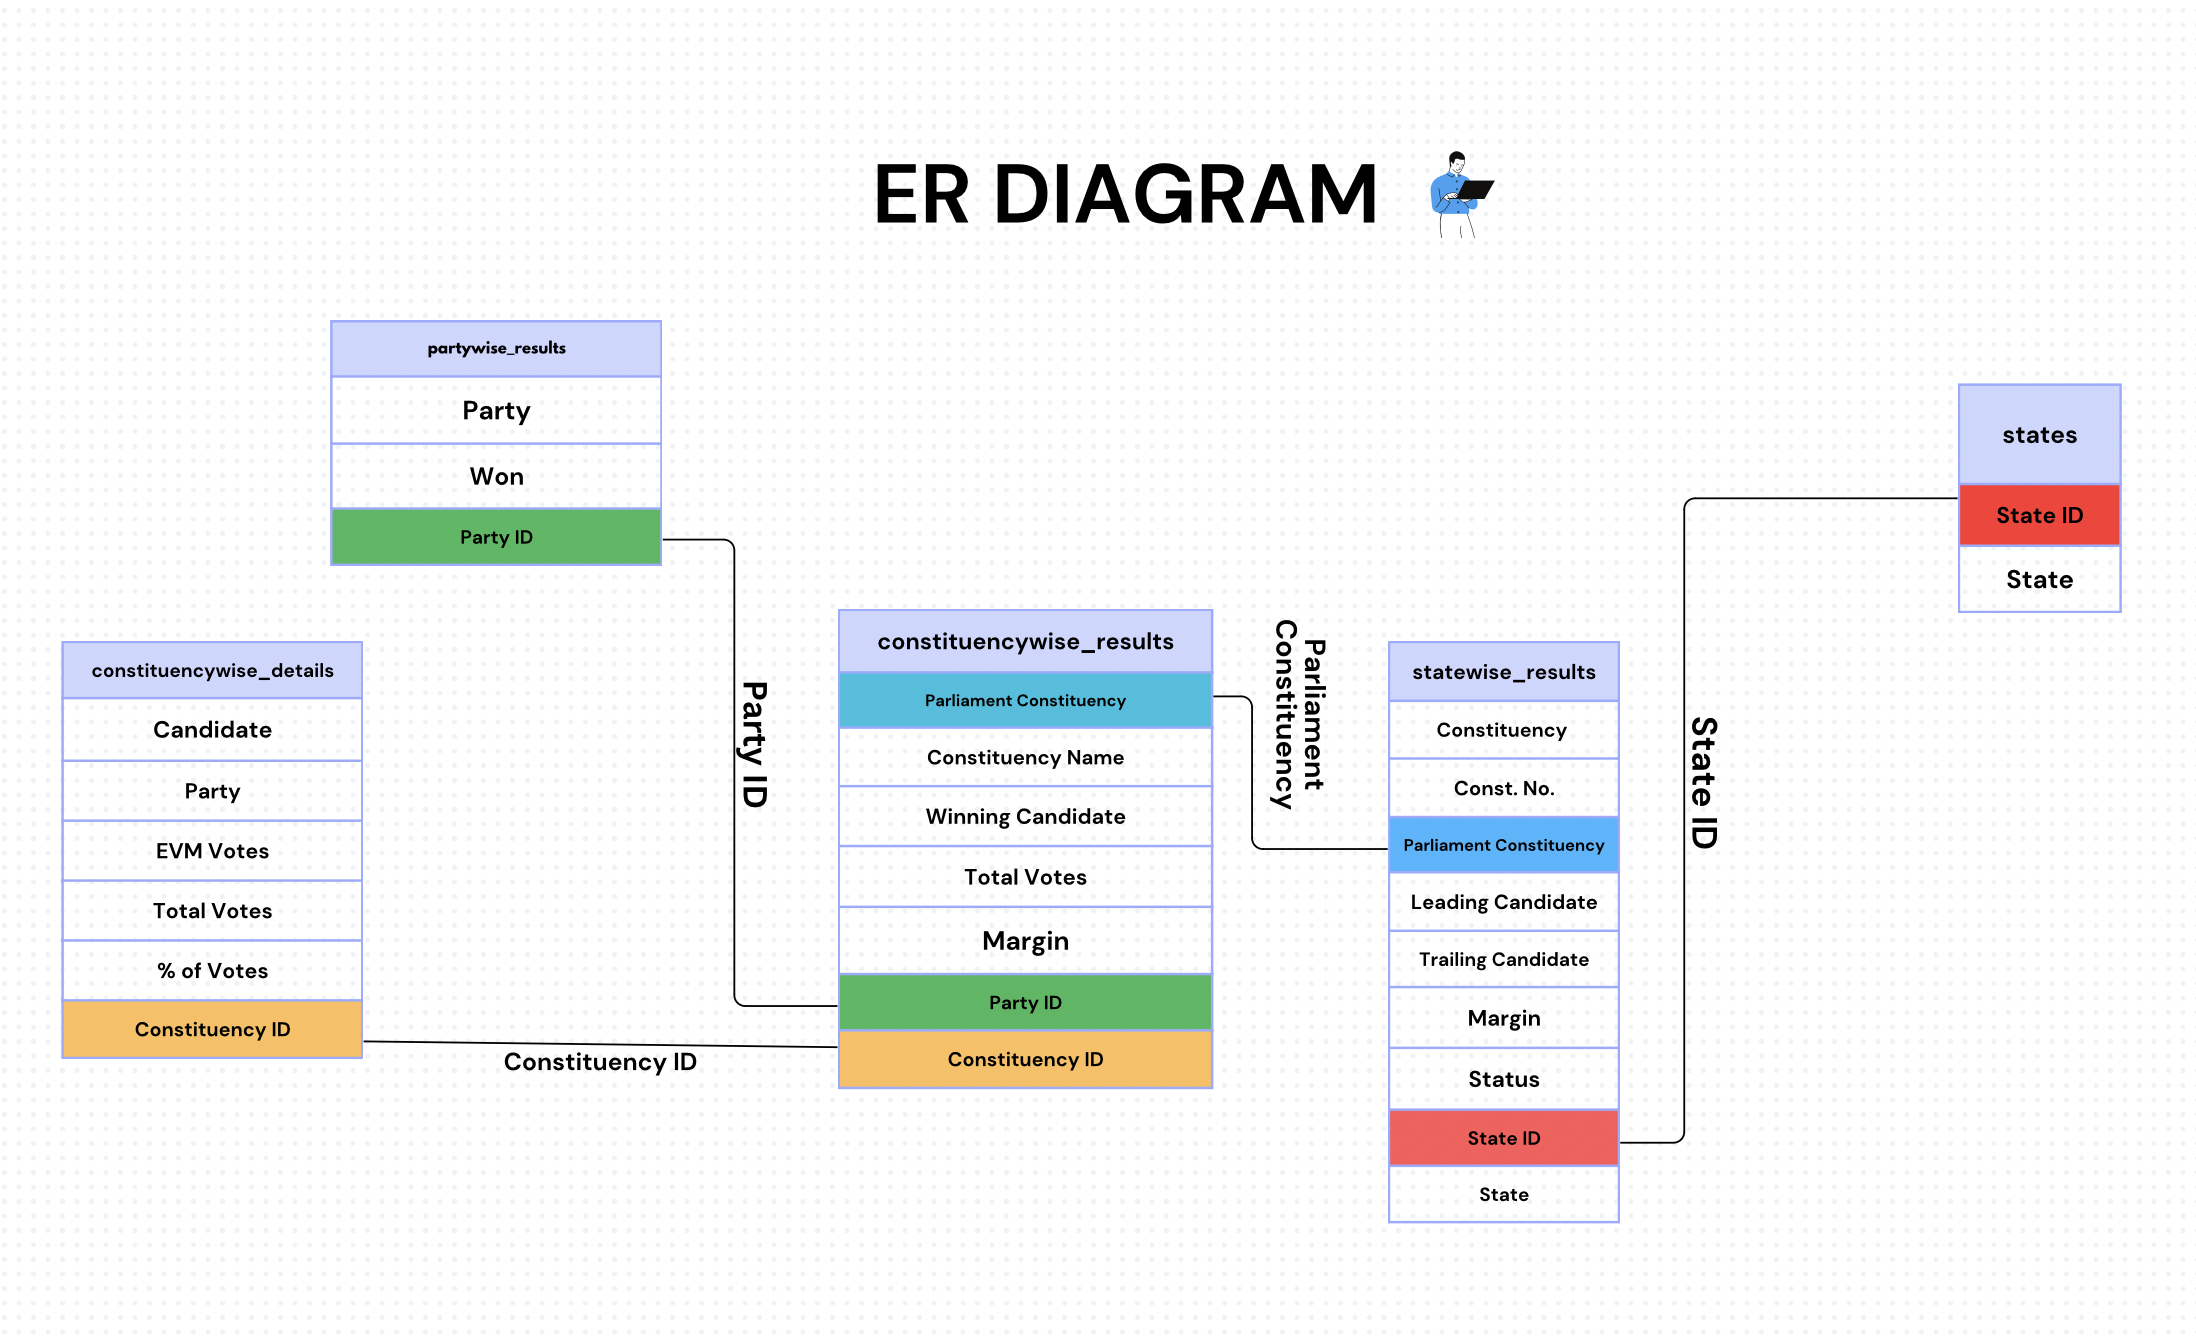 ER DIAGRAM
partywise_results
Party
Won
Party ID
states
State ID
State
constituencywise_details
Candidate
Party
EVM Votes
Total Votes
% of Votes
Constituency ID
Party ID
Constituency ID
constituencywise_results
Parliament Constituency
Constituency Name
Winning Candidate
Total Votes
Margin
Party ID
Constituency ID
Parliament
Constituency
statewise_results
Constituency
Const. No.
Parliament Constituency
Leading Candidate
Trailing Candidate
Margin
Status
State ID
State
State ID